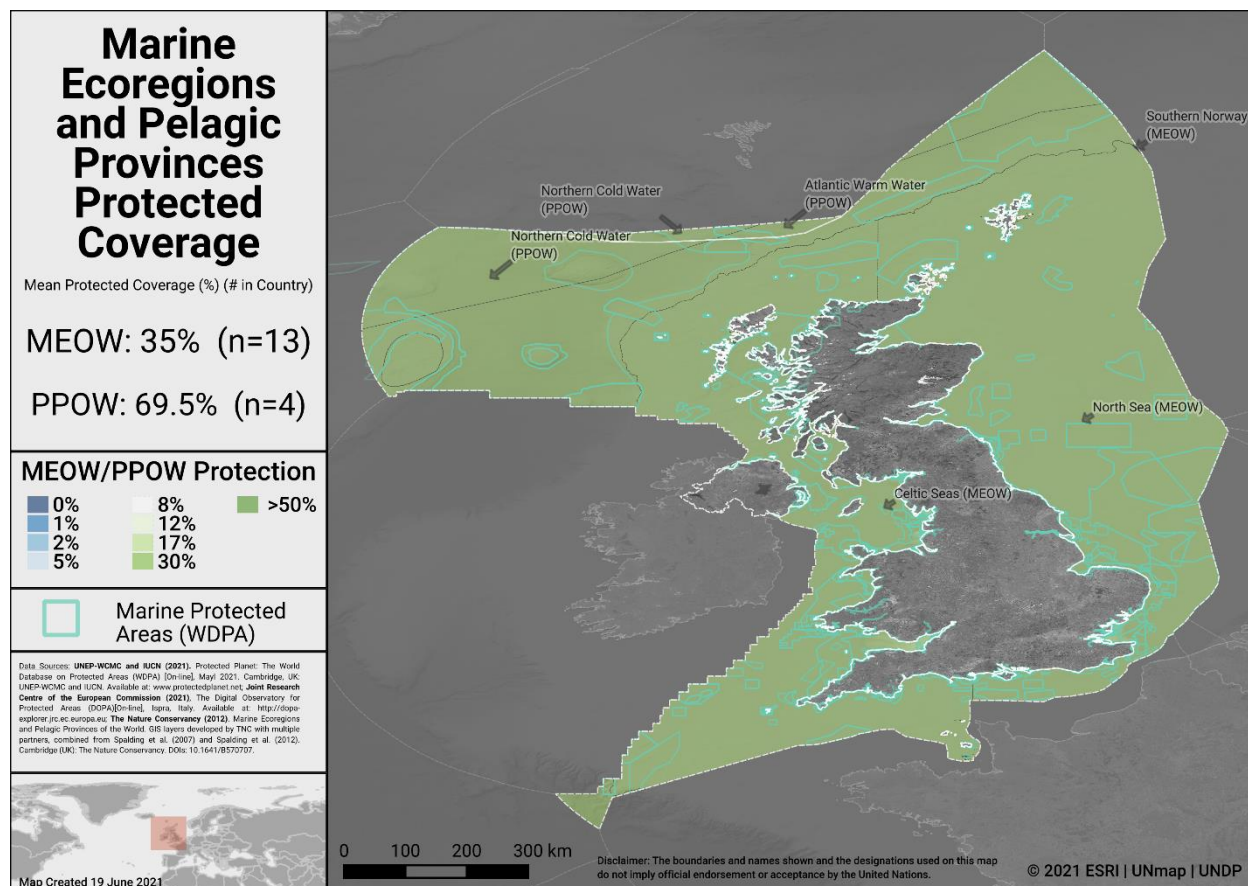 Marine
Ecoregions
and Pelagic
Provinces
Protected
Coverage
Mean Protected Coverage (%) (# in Country)
MEOW: 35% (n=13)
PPOW: 69.5% (n=4)
MEOW/PPOW Protection
0%
1%
2%
5%
8%
12%
17%
30%
>50%
Marine Protected
Areas (WDPA)
Data Sources: UNEP-WCMC and IUCN (2021). Protected Planet: The World
Database on Protected Areas (WDPA) [On-line], Mayl 2021. Cambridge, UK:
UNEP-WCMC and IUCN. Available at: www.protectedplanet.net; Joint Research
Centre of the European Commission (2021), The Digital Observatory for
Protected Areas (DOPA)[On-line], Ispra, Italy. Available at: http://dopa-
explorer.jrc.ec.europa.eu; The Nature Conservancy (2012). Marine Ecoregions
and Pelagic Provinces of the World. GIS layers developed by TNC with multiple
partners, combined from Spalding et al. (2007) and Spalding et al. (2012).
Cambridge (UK): The Nature Conservancy. DOIs: 10.1641/B570707.
Map Created 19 June 2021
Southern Norway
(MEOW)
Northern Cold Water
(PPOW)
Atlantic Warm Water
(PPOW)
Northern Cold Water
(PPOW)
North Sea (MEOW)
Celtic Seas (MEOW)
0 100 200 300 km
Disclaimer: The boundaries and names shown and the designations used on this map
do not imply official endorsement or acceptance by the United Nations.
© 2021 ESRI | UNmap | UNDP